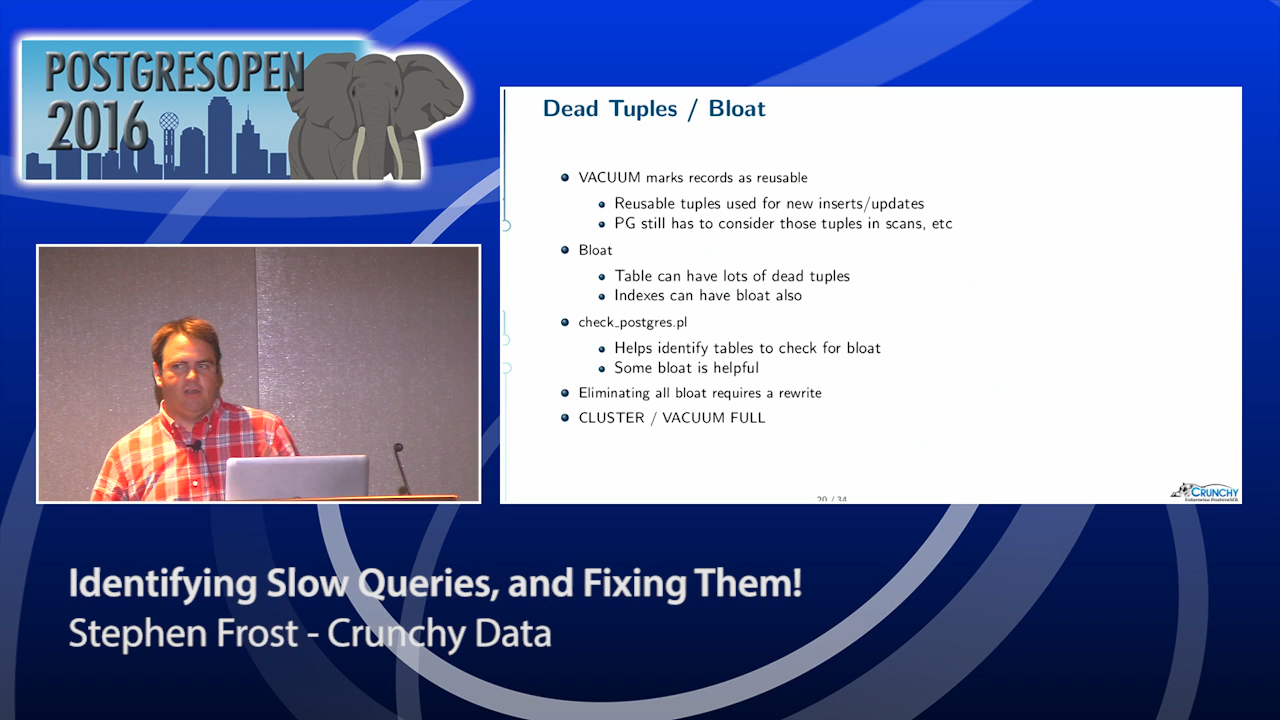 POSTGRESOPEN
2016
Dead Tuples / Bloat
VACUUM marks records as reusable
Reusable tuples used for new inserts/updates
PG still has to consider those tuples in scans, etc
Bloat
Table can have lots of dead tuples
Indexes can have bloat also
check_postgres.pl
Helps identify tables to check for bloat
Some bloat is helpful
Eliminating all bloat requires a rewrite
CLUSTER / VACUUM FULL
20 / 34
CRUNCHY
Enterprise PostgreSQL
Identifying Slow Queries, and Fixing Them!
Stephen Frost - Crunchy Data